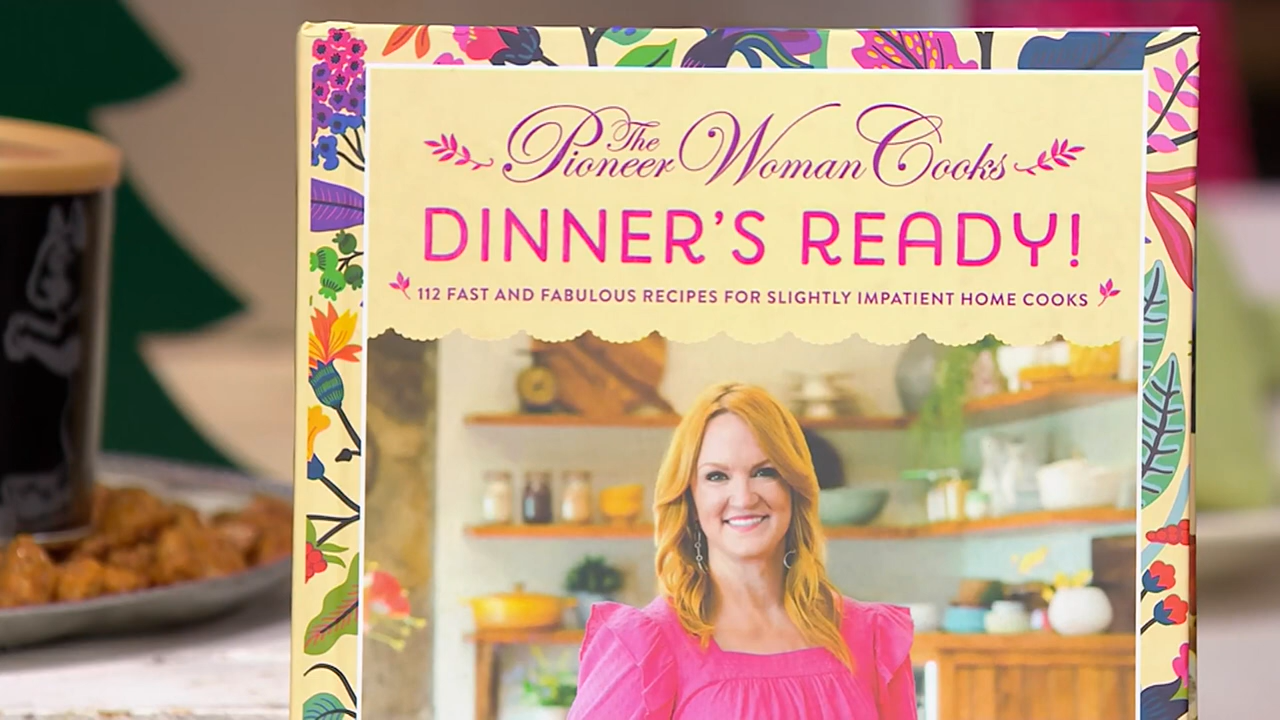 The Pioneer Woman Cooks
DINNER'S READY!
112 FAST AND FABULOUS RECIPES FOR SLIGHTLY IMPATIENT HOME COOKS